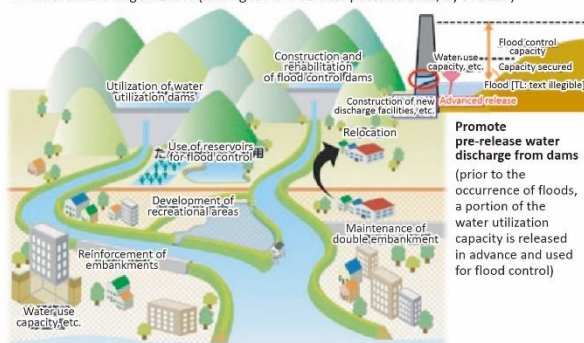 Flood control
capacity
Water use
capacity, etc.
Capacity secured
Flood [TL: text illegible]
Construction of new
discharge facilities, etc.
Advanced release
Construction and
rehabilitation
of flood control dams
Utilization of water
utilization dams
Use of reservoirs
for flood control
Relocation
Promote
pre-release water
discharge from dams
(prior to the
occurrence of floods,
a portion of the
water utilization
capacity is released
in advance and used
for flood control)
Development of
recreational areas
Maintenance of
double embankment
Reinforcement of
embankments
Water use
capacity, etc.